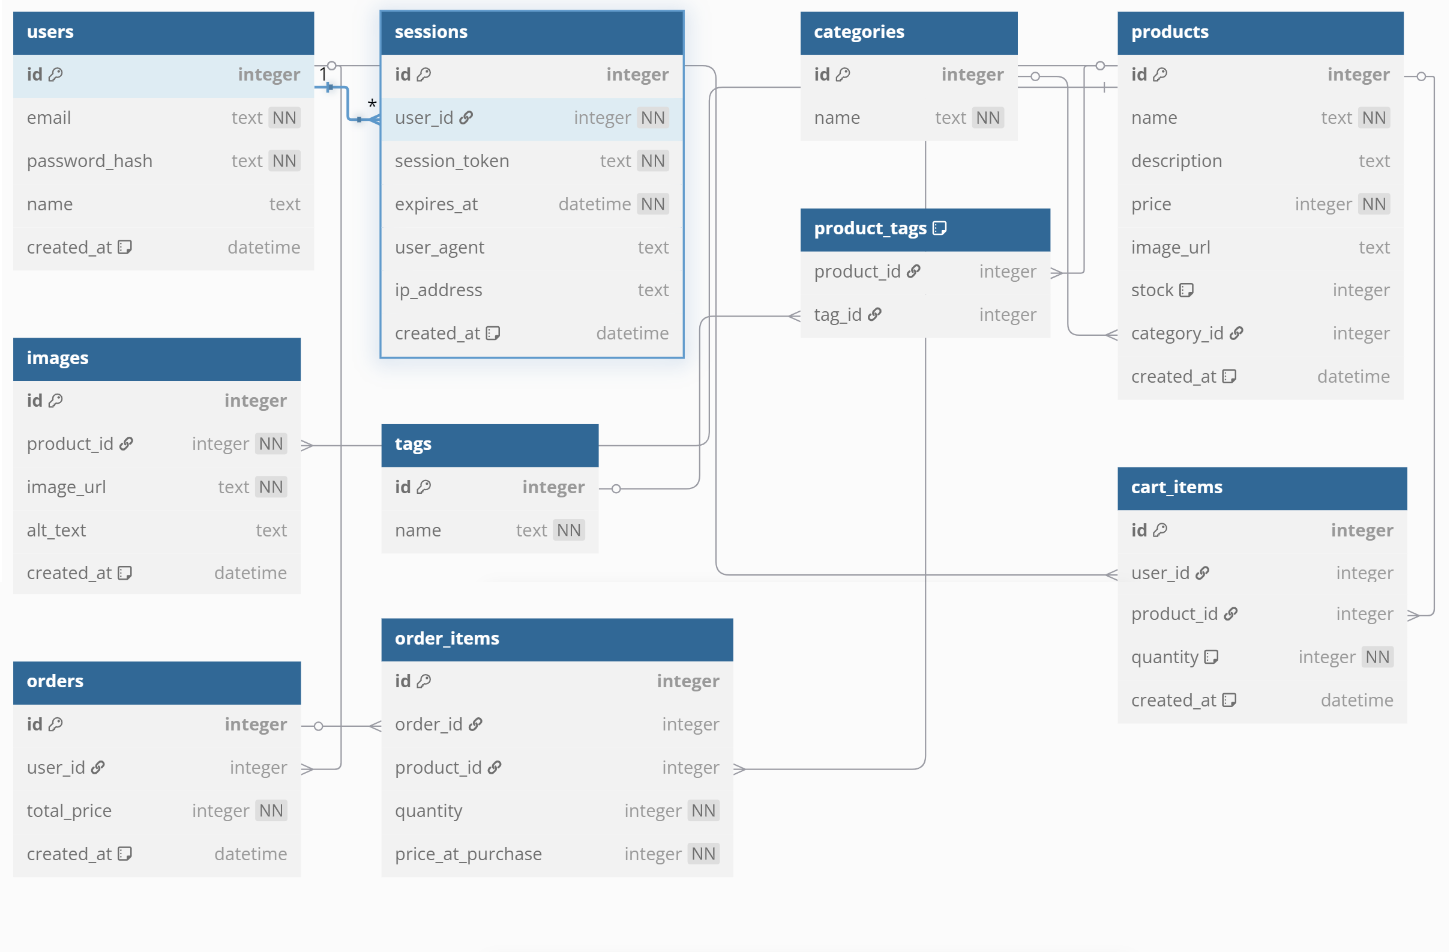 users
id integer
email text NN
password_hash text NN
name text
created_at datetime
1
*
sessions
id integer
user_id integer NN
session_token text NN
expires_at datetime NN
user_agent text
ip_address text
created_at datetime
categories
id integer
name text NN
products
id integer
name text NN
description text
price integer NN
image_url text
stock integer
category_id integer
created_at datetime
product_tags
product_id integer
tag_id integer
images
id integer
product_id integer NN
image_url text NN
alt_text text
created_at datetime
tags
id integer
name text NN
cart_items
id integer
user_id integer
product_id integer
quantity integer NN
created_at datetime
orders
id integer
user_id integer
total_price integer NN
created_at datetime
order_items
id integer
order_id integer
product_id integer
quantity integer NN
price_at_purchase integer NN